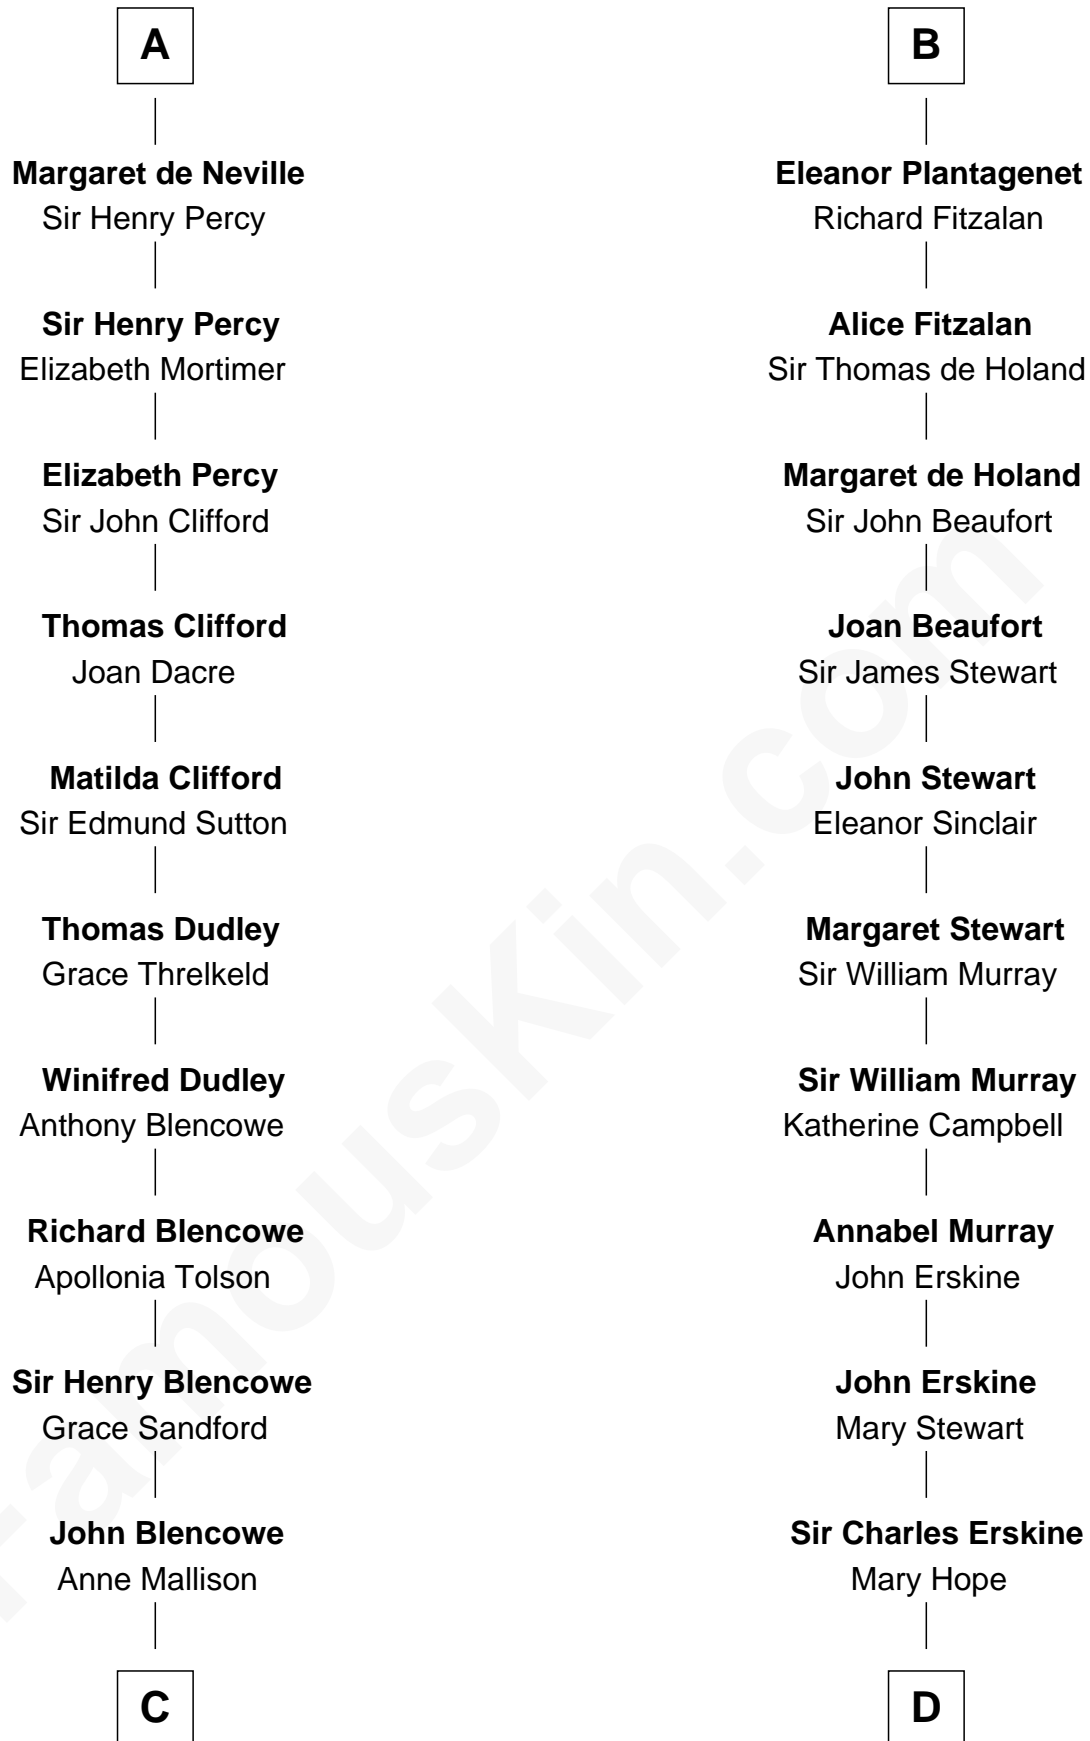 A
Margaret de Neville
Sir Henry Percy
Sir Henry Percy
Elizabeth Mortimer
Elizabeth Percy
Sir John Clifford
Thomas Clifford
Joan Dacre
Matilda Clifford
Sir Edmund Sutton
Thomas Dudley
Grace Threlkeld
Winifred Dudley
Anthony Blencowe
Richard Blencowe
Apollonia Tolson
Sir Henry Blencowe
Grace Sandford
John Blencowe
Anne Mallison
C
B
Eleanor Plantagenet
Richard Fitzalan
Alice Fitzalan
Sir Thomas de Holand
Margaret de Holand
Sir John Beaufort
Joan Beaufort
Sir James Stewart
John Stewart
Eleanor Sinclair
Margaret Stewart
Sir William Murray
Sir William Murray
Katherine Campbell
Annabel Murray
John Erskine
John Erskine
Mary Stewart
Sir Charles Erskine
Mary Hope
D
FamousKin.com